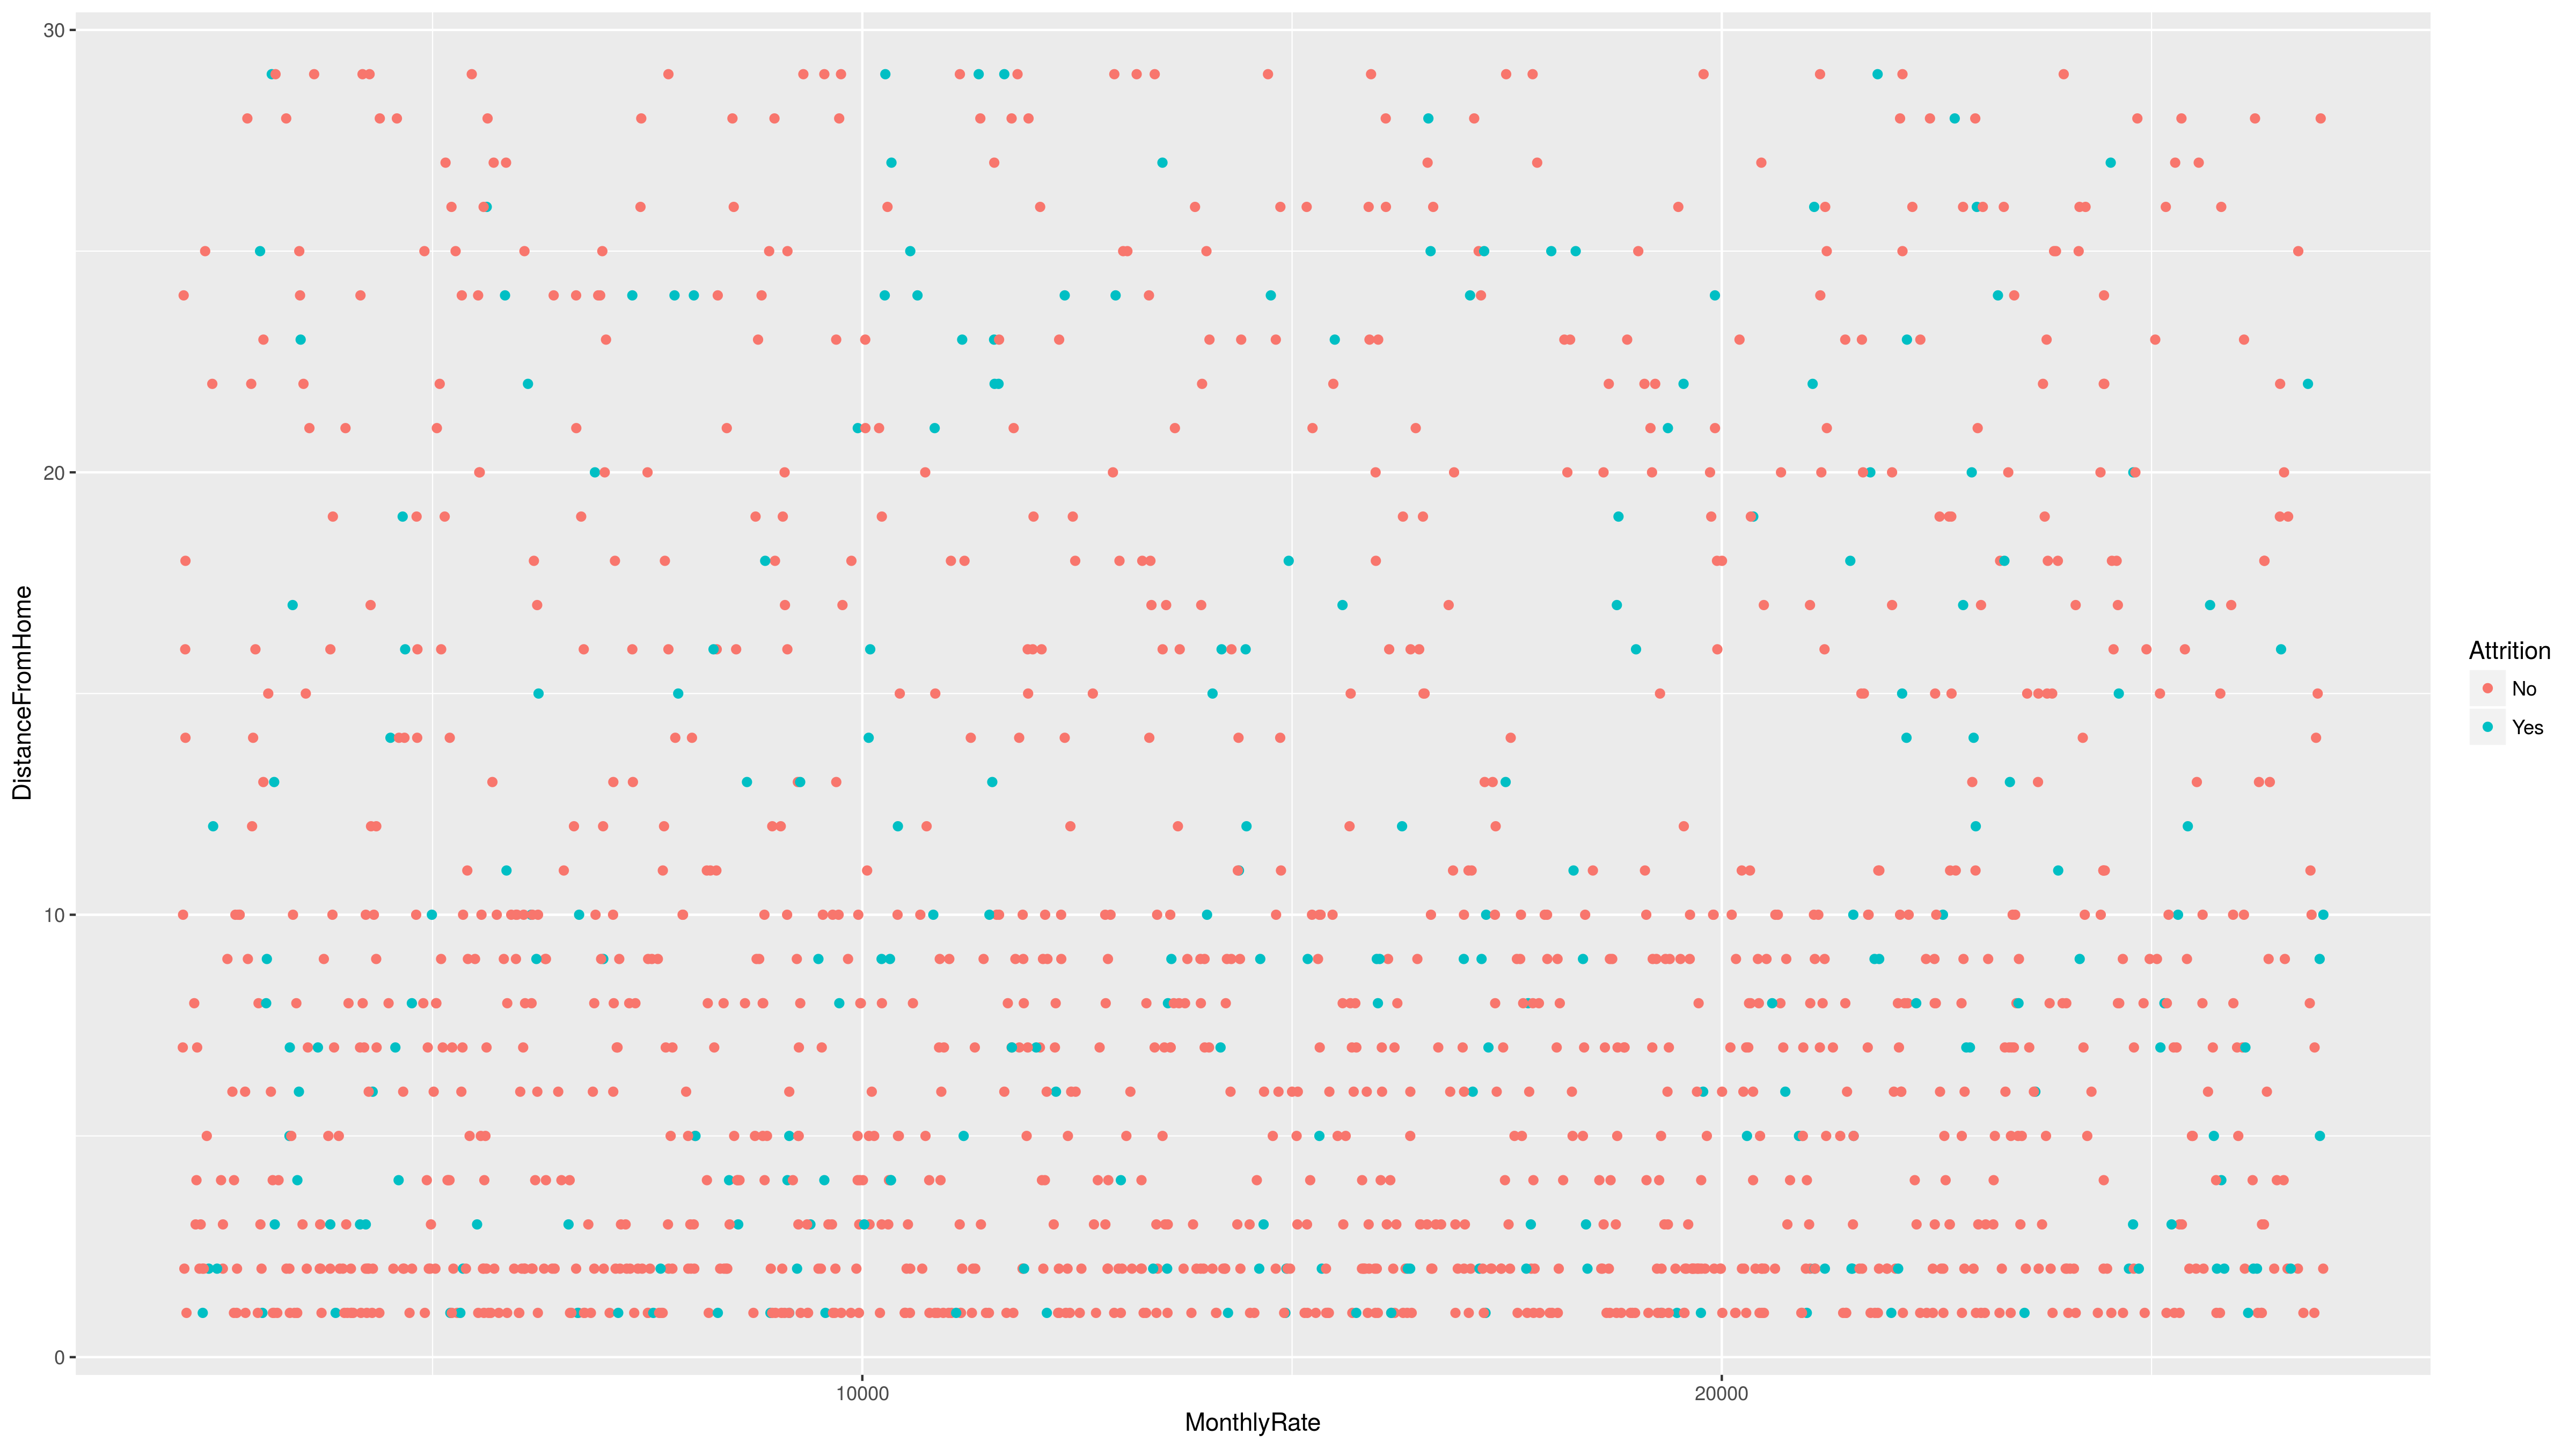 30
20
10
0
DistanceFromHome
10000
20000
MonthlyRate
Attrition
No
Yes